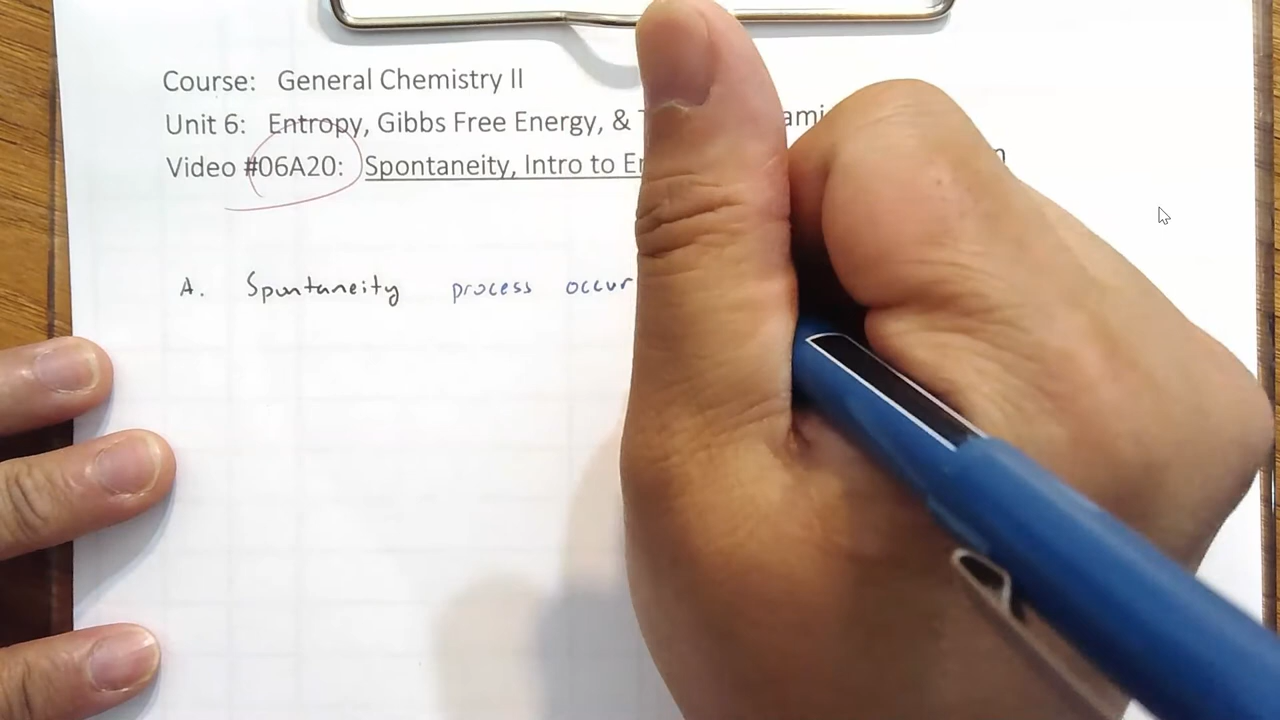 Course: General Chemistry II
Unit 6: Entropy, Gibbs Free Energy, &
Video #06A20: Spontaneity, Intro to
A. Spontaneity process occur